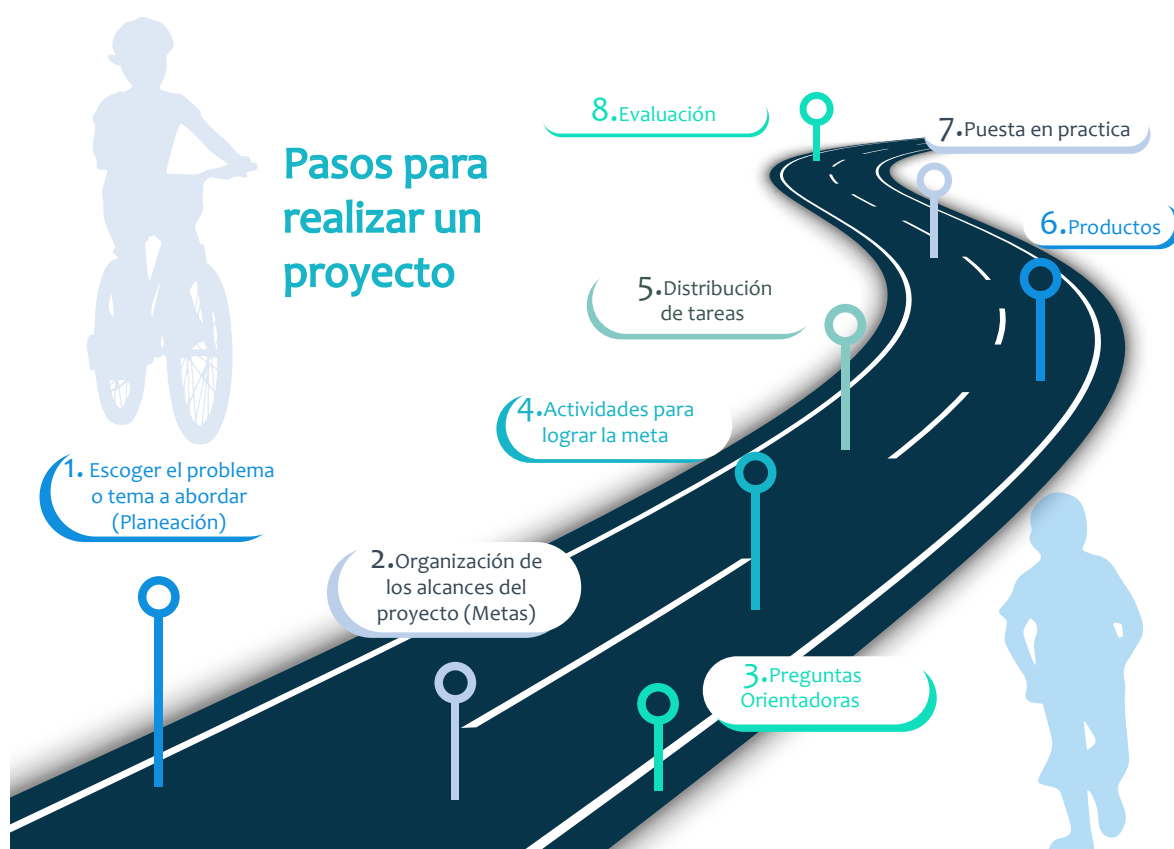 Pasos para
realizar un
proyecto
1. Escoger el problema
o tema a abordar
(Planeación)
2.Organización de
los alcances del
proyecto (Metas)
3.Preguntas
Orientadoras
4.Actividades para
lograr la meta
5.Distribución
de tareas
6.Productos
7.Puesta en practica
8.Evaluación